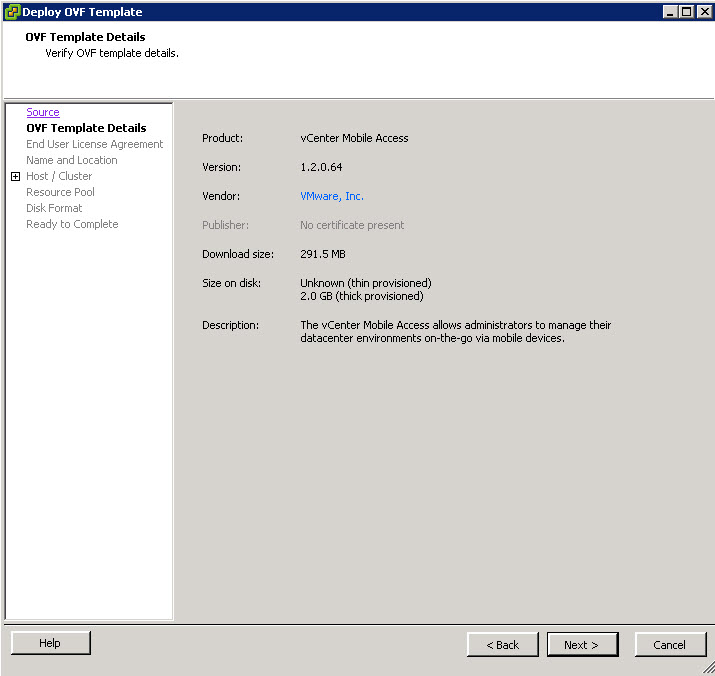 Deploy OVF Template
OVF Template Details
Verify OVF template details.
Source
OVF Template Details
End User License Agreement
Name and Location
Host / Cluster
Resource Pool
Disk Format
Ready to Complete
Product: vCenter Mobile Access
Version: 1.2.0.64
Vendor: VMware, Inc.
Publisher: No certificate present
Download size: 291.5 MB
Size on disk: Unknown (thin provisioned)
2.0 GB (thick provisioned)
Description: The vCenter Mobile Access allows administrators to manage their
datacenter environments on-the-go via mobile devices.
Help < Back Next > Cancel